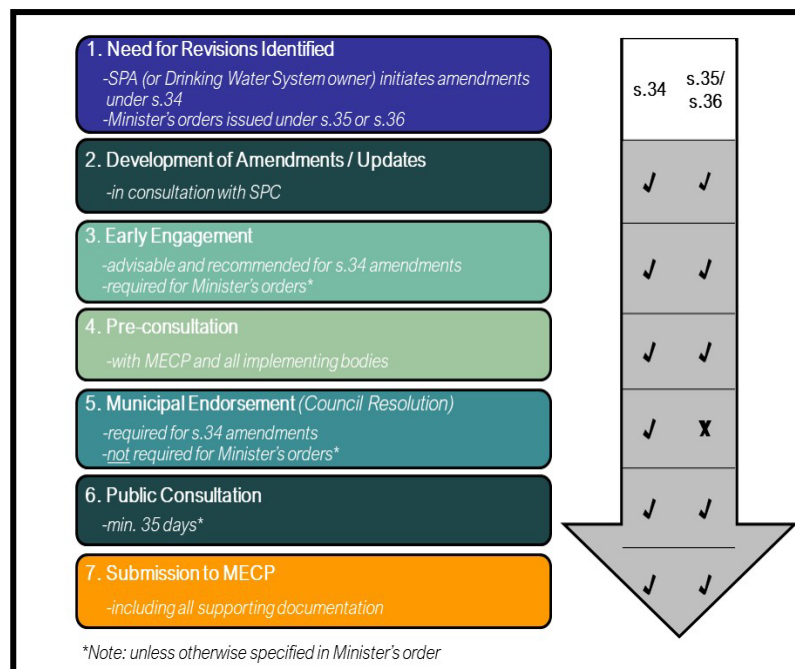 1. Need for Revisions Identified
-SPA (or Drinking Water System owner) initiates amendments
under s.34
-Minister's orders issued under s.35 or s.36
s.34
s.35/
s.36
2. Development of Amendments / Updates
-in consultation with SPC
✓ ✓
3. Early Engagement
-advisable and recommended for s.34 amendments
-required for Minister's orders*
✓ ✓
4. Pre-consultation
-with MECP and all implementing bodies
✓ ✓
5. Municipal Endorsement (Council Resolution)
-required for s.34 amendments
-not required for Minister's orders*
✓ X
6. Public Consultation
-min. 35 days*
✓ ✓
7. Submission to MECP
-including all supporting documentation
✓ ✓
*Note: unless otherwise specified in Minister's order